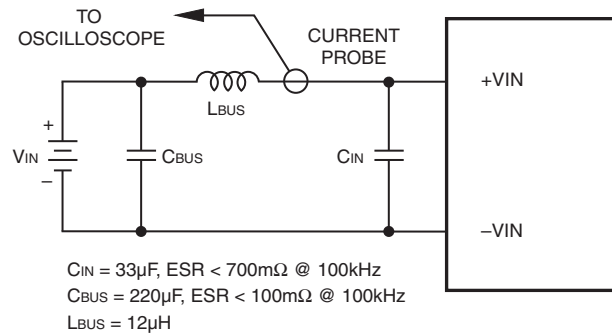 TO
OSCILLOSCOPE
CURRENT
PROBE
+VIN
LBUS
+
VIN
–
CBUS
CIN
–VIN
CIN = 33µF, ESR < 700mΩ @ 100kHz
CBUS = 220µF, ESR < 100mΩ @ 100kHz
LBUS = 12µH